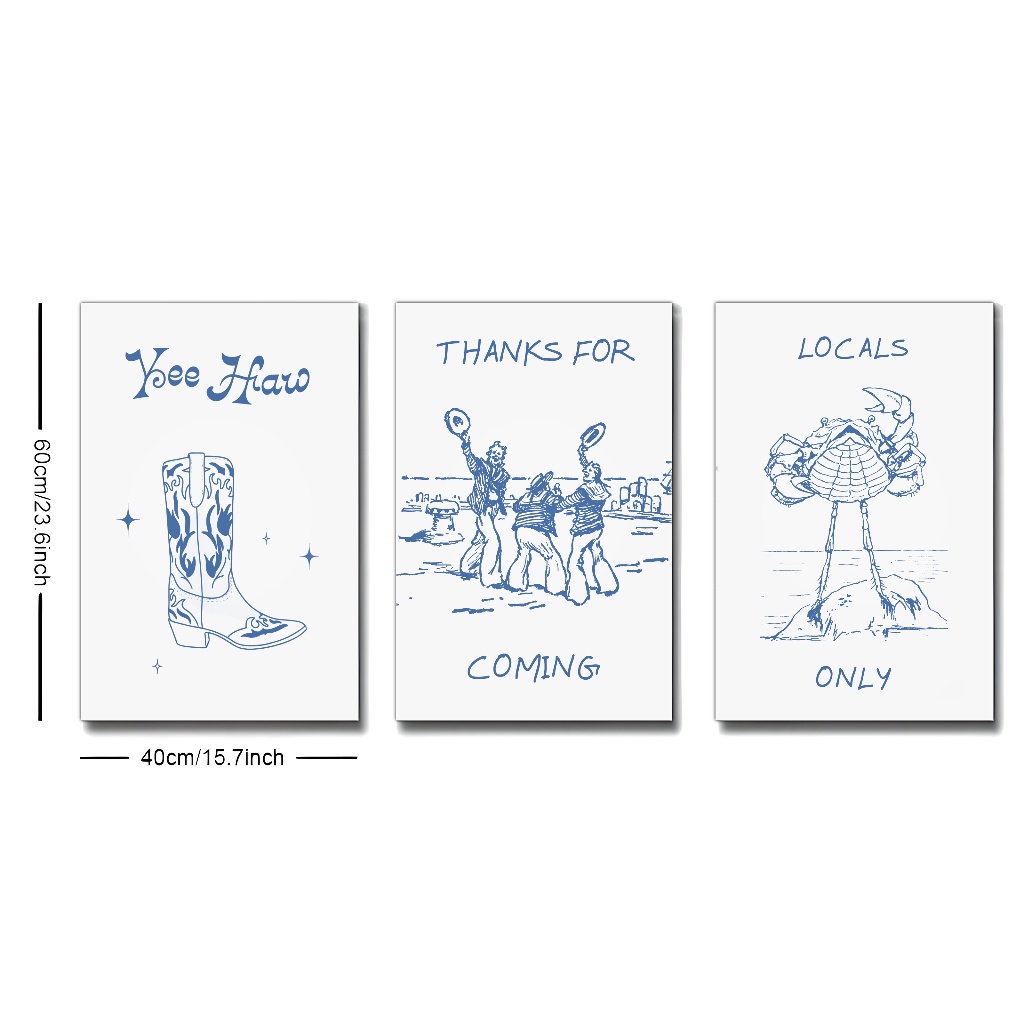 Yee Haw
THANKS FOR
COMING
LOCALS
ONLY
60cm/23.6inch
40cm/15.7inch